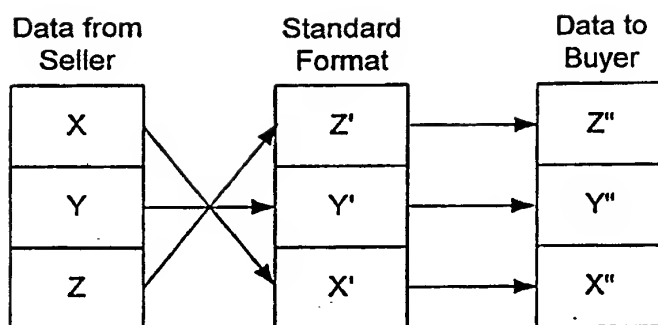 Data from
Seller
Standard
Format
Data to
Buyer
X
Z'
Z"
Y
Y'
Y"
Z
X'
X"